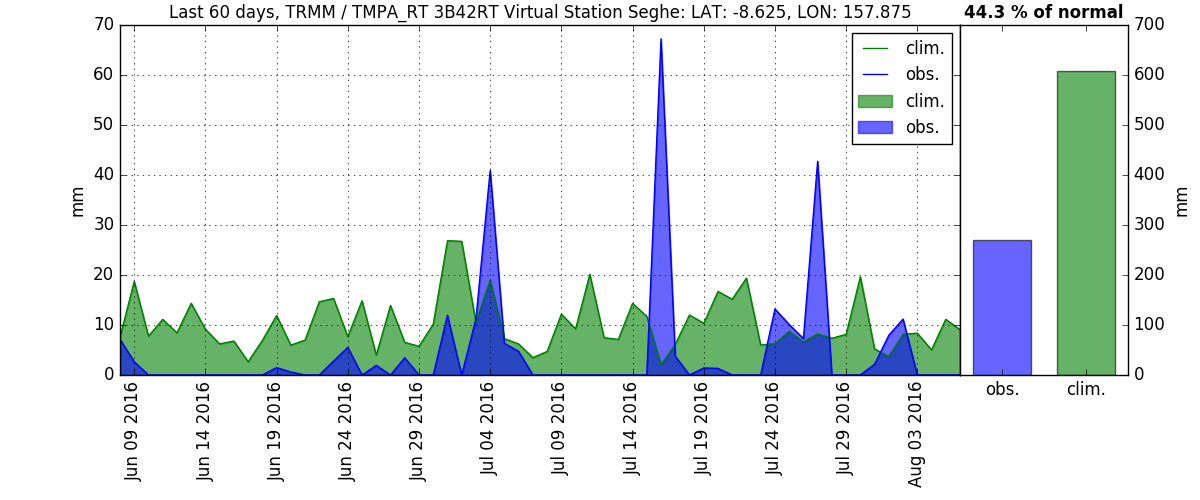 Last 60 days, TRMM / TMPA_RT 3B42RT Virtual Station Seghe: LAT: -8.625, LON: 157.875
44.3 % of normal
70
60
50
40
30
20
10
0
mm
clim.
obs.
clim.
obs.
700
600
500
400
300
200
100
0
mm
Jun 09 2016
Jun 14 2016
Jun 19 2016
Jun 24 2016
Jun 29 2016
Jul 04 2016
Jul 09 2016
Jul 14 2016
Jul 19 2016
Jul 24 2016
Jul 29 2016
Aug 03 2016
obs.
clim.